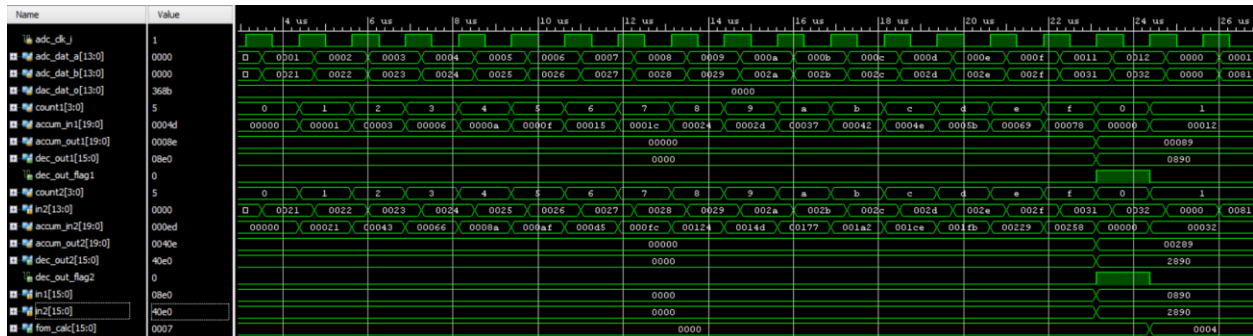 Name Value 4 us 6 us 8 us 10 us 12 us 14 us 16 us 18 us 20 us 22 us 24 us 26 us
adc_clk_i 1
adc_dat_a[13:0] 0000 0001 0002 0003 0004 0005 0006 0007 0008 0009 000a 000b 000c 000d 000e 000f 0011 0012 0000 0001
adc_dat_b[13:0] 0000 0021 0022 0023 0024 0025 0026 0027 0028 0029 002a 002b 002c 002d 002e 002f 0031 0032 0000 0081
dac_dat_o[13:0] 368b 0000
count1[3:0] 5 0 1 2 3 4 5 6 7 8 9 a b c d e f 0 1
accum_in1[19:0] 0004d 00000 00001 00003 00006 0000a 0000f 00015 0001c 00024 0002d 00037 00042 0004e 0005b 00069 00078 00000 00012
accum_out1[19:0] 0008e 00000 00089
dec_out1[15:0] 08e0 0000 0890
dec_out_flag1 0
count2[3:0] 5 0 1 2 3 4 5 6 7 8 9 a b c d e f 0 1
in2[13:0] 0000 0021 0022 0023 0024 0025 0026 0027 0028 0029 002a 002b 002c 002d 002e 002f 0031 0032 0000 0081
accum_in2[19:0] 000ed 00000 00021 00043 00066 0008a 000af 000d5 000fc 00124 0014d 00177 001a2 001ce 001fb 00229 00258 00000 00032
accum_out2[19:0] 0040e 00000 00289
dec_out2[15:0] 40e0 0000 2890
dec_out_flag2 0
in1[15:0] 08e0 0000 0890
in2[15:0] 40e0 0000 2890
fom_calc[15:0] 0007 0000 0004